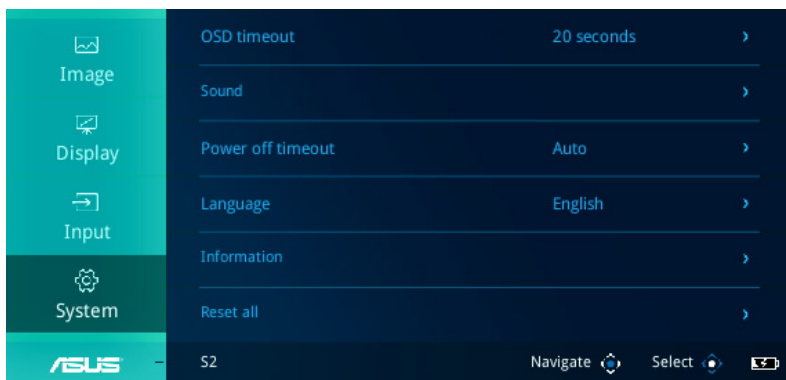 Image
Display
Input
System
OSD timeout 20 seconds
Sound
Power off timeout Auto
Language English
Information
Reset all
ASUS S2 Navigate Select